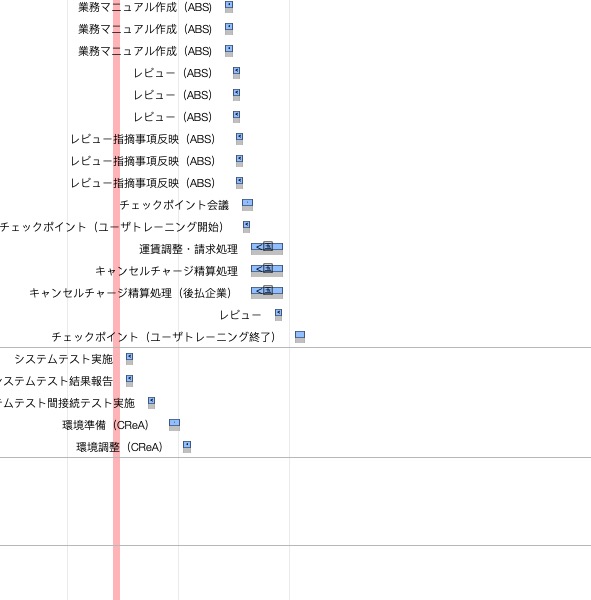 業務マニュアル作成（ABS）
業務マニュアル作成（ABS）
業務マニュアル作成（ABS）
レビュー（ABS）
レビュー（ABS）
レビュー（ABS）
レビュー指摘事項反映（ABS）
レビュー指摘事項反映（ABS）
レビュー指摘事項反映（ABS）
チェックポイント会議
チェックポイント（ユーザトレーニング開始）
運賃調整・請求処理
キャンセルチャージ精算処理
キャンセルチャージ精算処理（後払企業）
レビュー
チェックポイント（ユーザトレーニング終了）
システムテスト実施
ステムテスト結果報告
テムテスト間接続テスト実施
環境準備（CReA）
環境調整（CReA）